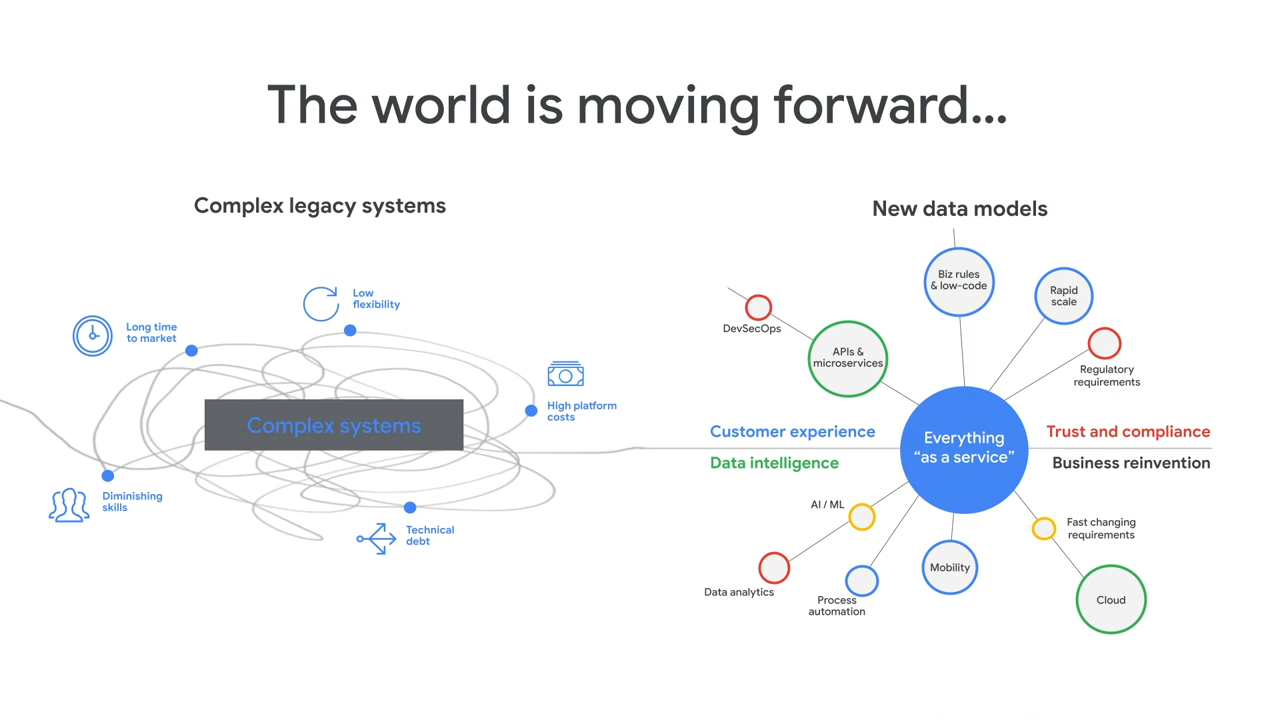 The world is moving forward...
Complex legacy systems
Low
flexibility
Long time
to market
High platform
costs
Complex systems
Diminishing
skills
Technical
debt
New data models
Biz rules
& low-code
Rapid
scale
DevSecOps
APIs &
microservices
Regulatory
requirements
Customer experience
Data intelligence
Everything
“as a service”
Trust and compliance
Business reinvention
AI / ML
Fast changing
requirements
Data analytics
Process
automation
Mobility
Cloud